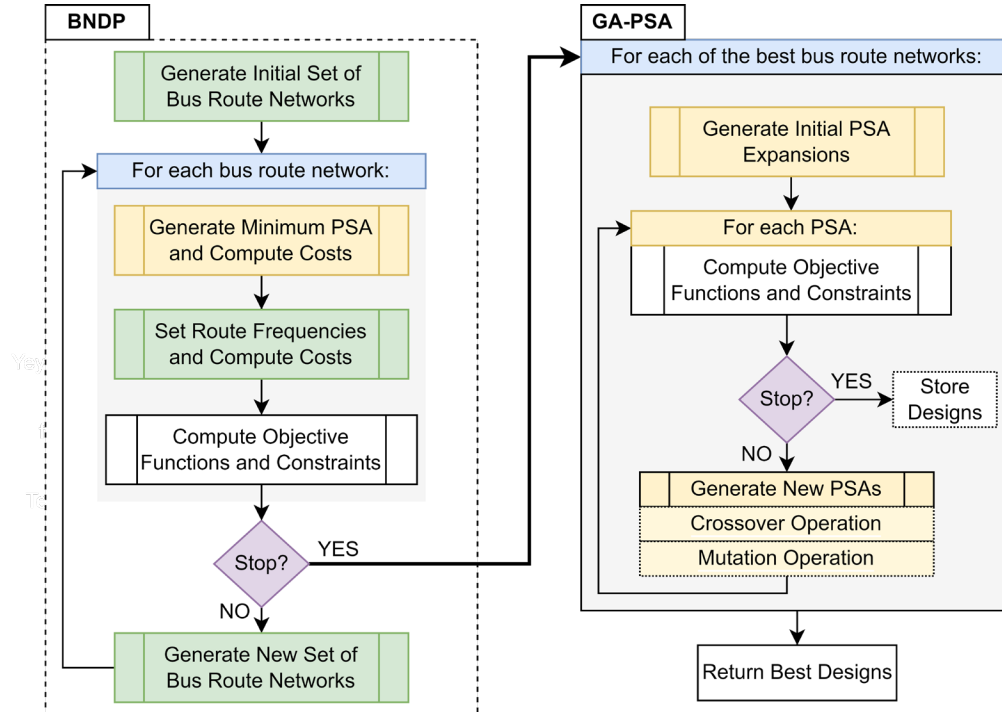 BNDP
Generate Initial Set of
Bus Route Networks
For each bus route network:
Generate Minimum PSA
and Compute Costs
Set Route Frequencies
and Compute Costs
Compute Objective
Functions and Constraints
Stop?
YES
NO
Generate New Set of
Bus Route Networks
GA-PSA
For each of the best bus route networks:
Generate Initial PSA
Expansions
For each PSA:
Compute Objective
Functions and Constraints
Stop?
YES
Store
Designs
NO
Generate New PSAs
Crossover Operation
Mutation Operation
Return Best Designs